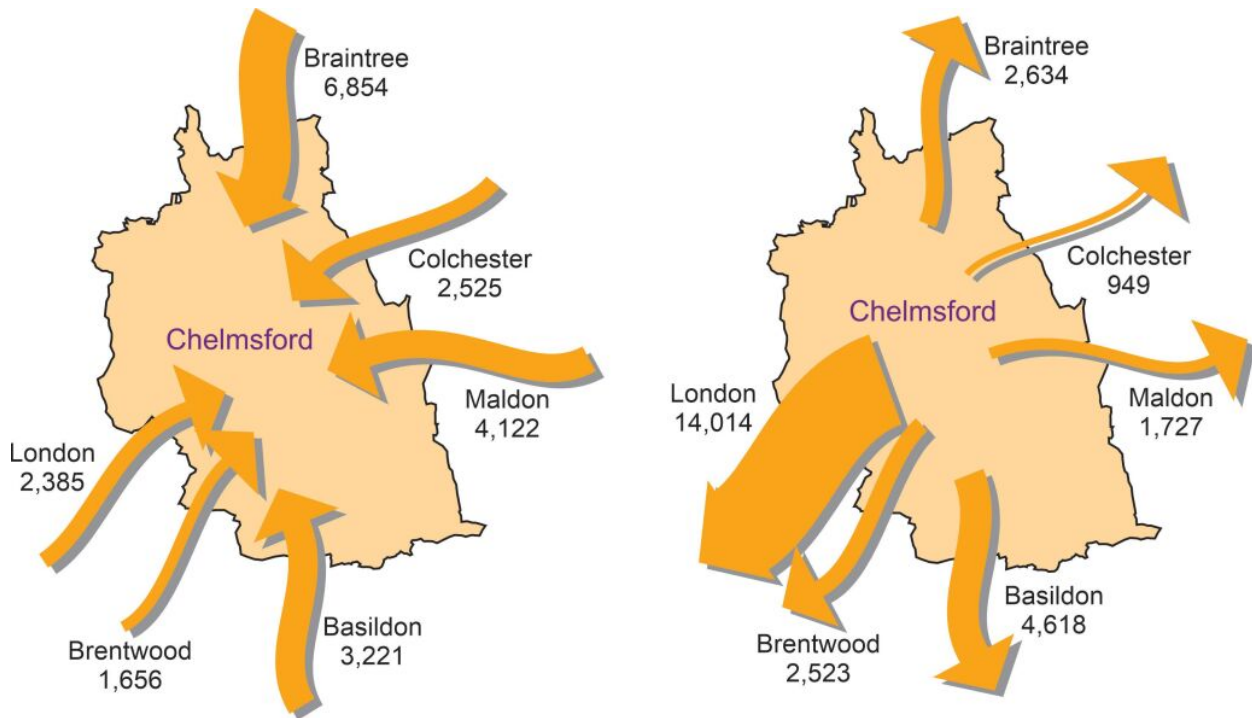 Braintree
6,854
Colchester
2,525
Chelmsford
Maldon
4,122
London
2,385
Brentwood
1,656
Basildon
3,221
Braintree
2,634
Colchester
949
Chelmsford
London
14,014
Maldon
1,727
Basildon
4,618
Brentwood
2,523